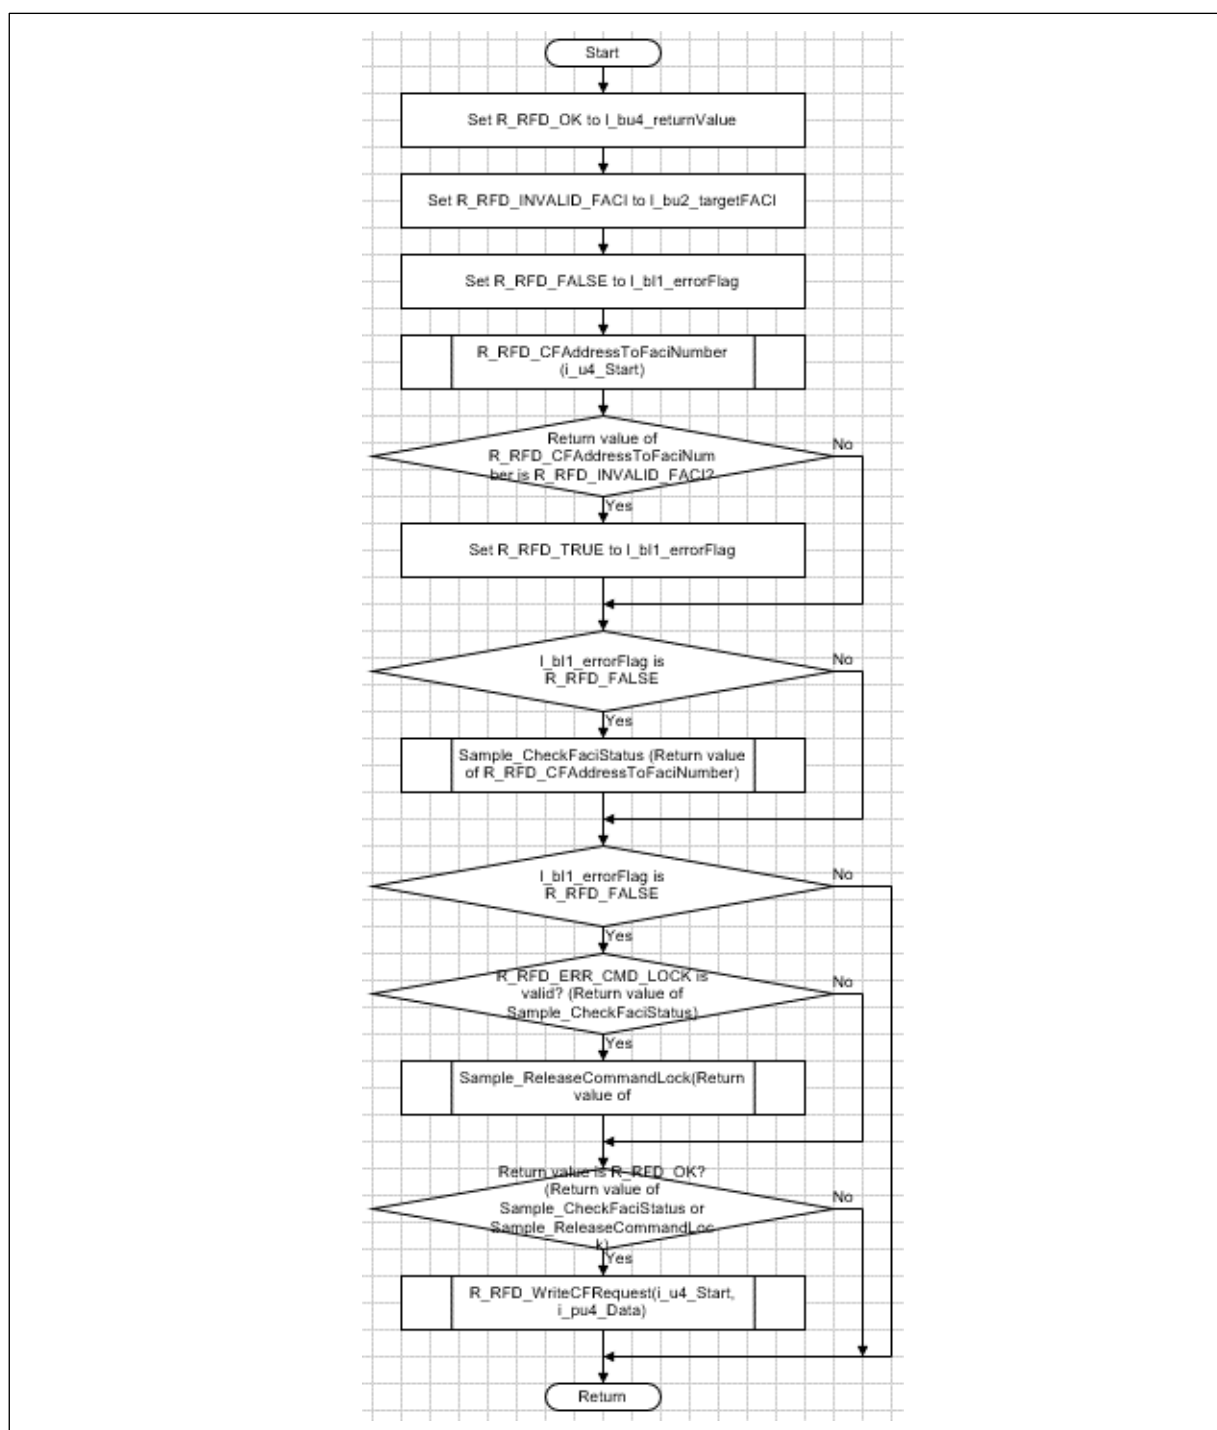 Start
Set R_RFD_OK to l_bu4_returnValue
Set R_RFD_INVALID_FACI to l_bu2_targetFACI
Set R_RFD_FALSE to l_bl1_errorFlag
R_RFD_CFAddressToFaciNumber
(i_u4_Start)
Return value of
R_RFD_CFAddressToFaciNum
ber is R_RFD_INVALID_FACI?
No
Yes
Set R_RFD_TRUE to l_bl1_errorFlag
l_bl1_errorFlag is
R_RFD_FALSE
No
Yes
Sample_CheckFaciStatus (Return value
of R_RFD_CFAddressToFaciNumber)
l_bl1_errorFlag is
R_RFD_FALSE
No
Yes
R_RFD_ERR_CMD_LOCK is
valid? (Return value of
Sample_CheckFaciStatus)
No
Yes
Sample_ReleaseCommandLock(Return
value of
Return value is R_RFD_OK?
(Return value of
Sample_CheckFaciStatus or
Sample_ReleaseCommandLoc
k)
No
Yes
R_RFD_WriteCFRequest(i_u4_Start,
i_pu4_Data)
Return